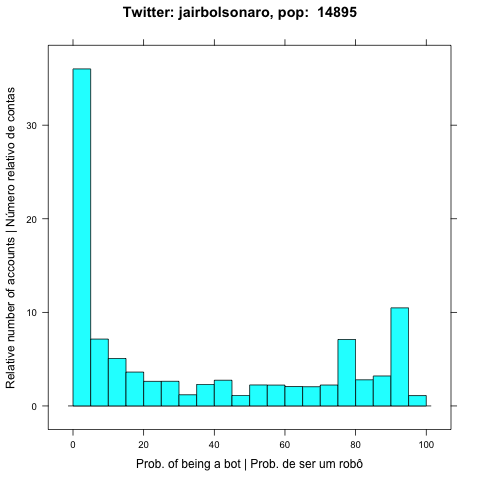 Twitter: jairbolsonaro, pop:  14895
Relative number of accounts | Número relativo de contas
30
20
10
0
0 20 40 60 80 100
Prob. of being a bot | Prob. de ser um robô